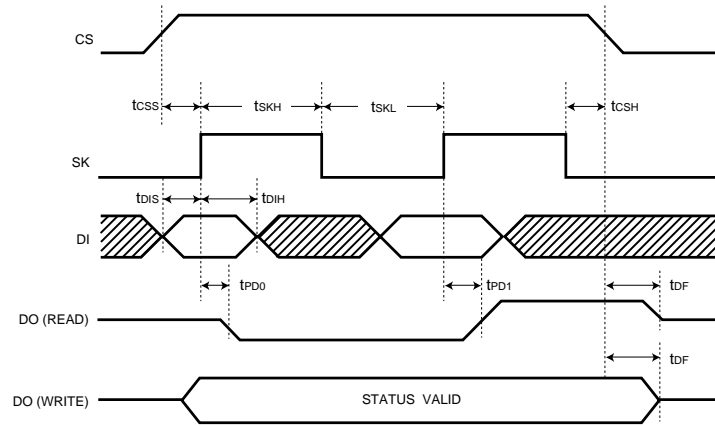 CS
tCSS tSKH tSKL tCSH
SK
tDIS tDIH
DI
tPD0 tPD1 tDF
DO (READ)
tDF
DO (WRITE) STATUS VALID